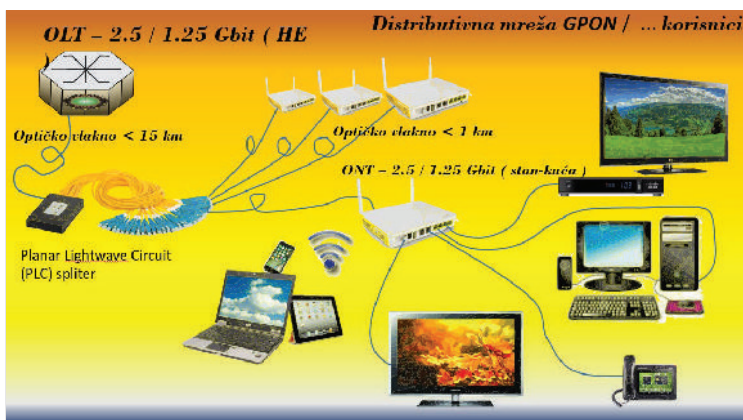 OLT – 2.5 / 1.25 Gbit ( HE
Distributivna mreža GPON / ... korisnici
Optičko vlakno < 15 km
Optičko vlakno < 1 km
ONT – 2.5 / 1.25 Gbit ( stan-kuća )
Planar Lightwave Circuit
(PLC) spliter